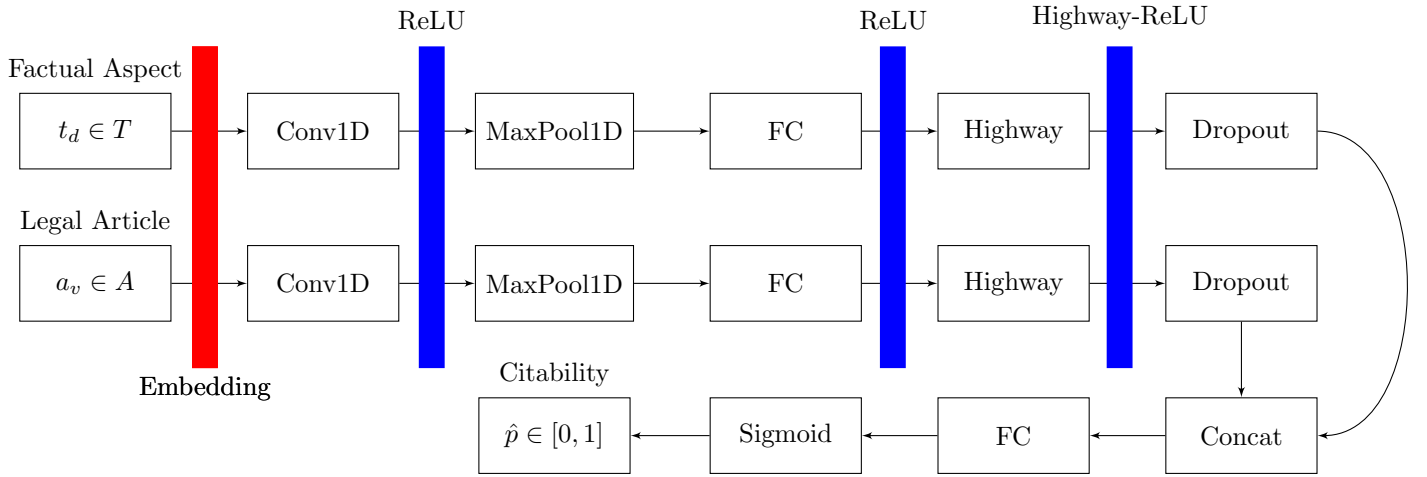 ReLU
ReLU
Highway-ReLU
Factual Aspect
t_d ∈ T
Conv1D
MaxPool1D
FC
Highway
Dropout
Legal Article
a_v ∈ A
Conv1D
MaxPool1D
FC
Highway
Dropout
Embedding
Citability
p̂ ∈ [0, 1]
Sigmoid
FC
Concat